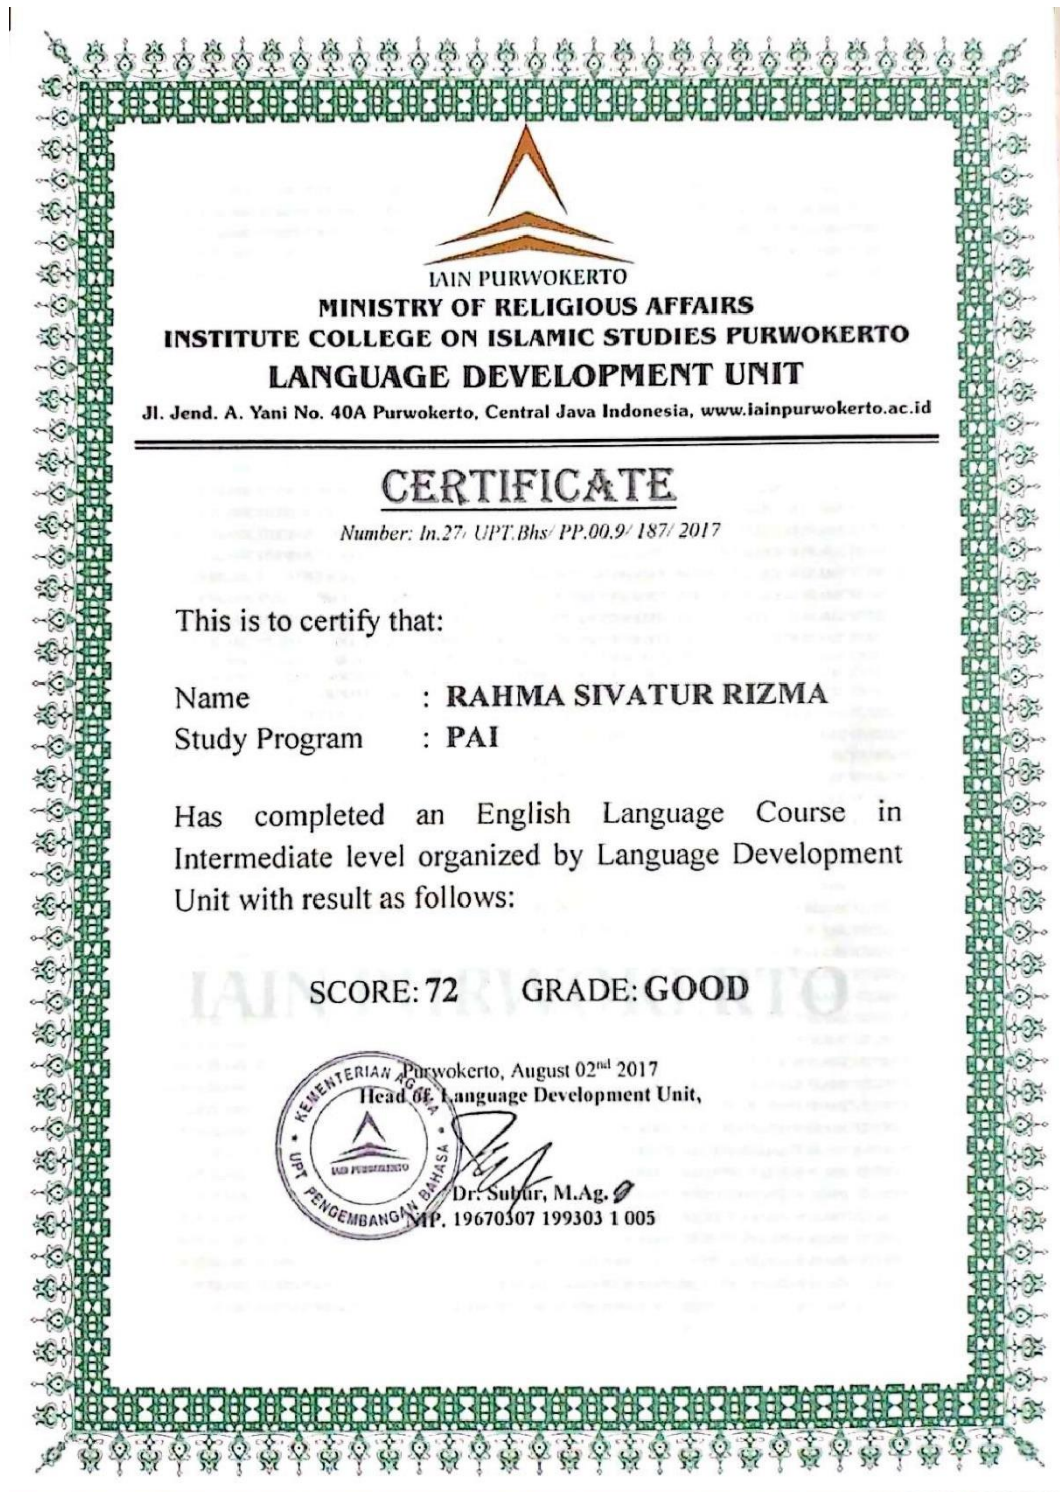 IAIN PURWOKERTO
MINISTRY OF RELIGIOUS AFFAIRS
INSTITUTE COLLEGE ON ISLAMIC STUDIES PURWOKERTO
LANGUAGE DEVELOPMENT UNIT
Jl. Jend. A. Yani No. 40A Purwokerto, Central Java Indonesia, www.iainpurwokerto.ac.id
CERTIFICATE
Number: In.27/ UPT.Bhs/ PP.00.9/ 187/ 2017
This is to certify that:
Name : RAHMA SIVATUR RIZMA
Study Program : PAI
Has completed an English Language Course in
Intermediate level organized by Language Development
Unit with result as follows:
IAIN PURWOKERTO
SCORE: 72 GRADE: GOOD
Purwokerto, August 02nd 2017
Head of Language Development Unit,
KEMENTERIAN AGAMA
IAIN PURWOKERTO
UPT PENGEMBANGAN BAHASA
Dr. Subur, M.Ag.
NIP. 19670307 199303 1 005